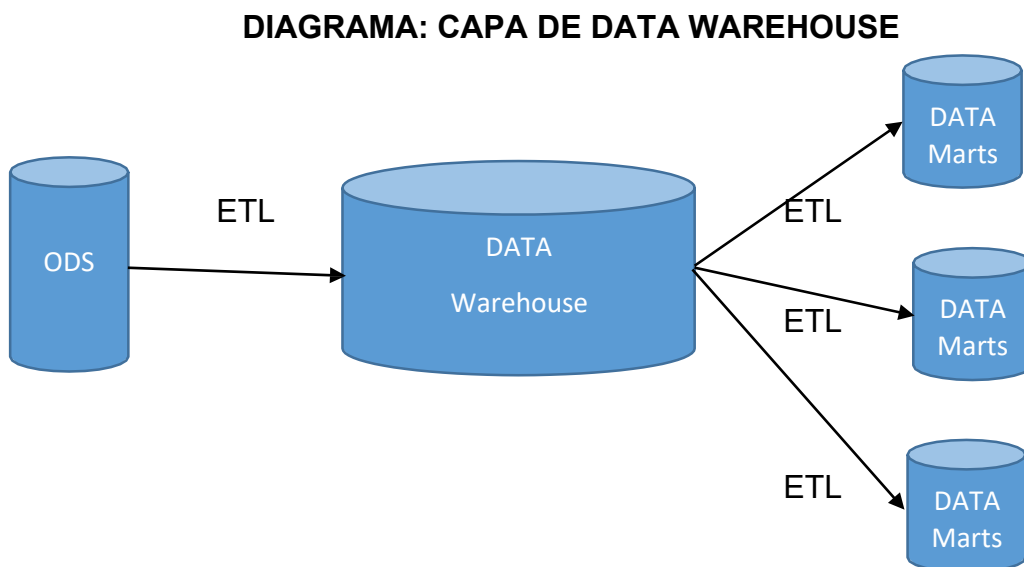 DIAGRAMA: CAPA DE DATA WAREHOUSE
ODS
ETL
DATA
Warehouse
ETL
ETL
ETL
DATA
Marts
DATA
Marts
DATA
Marts